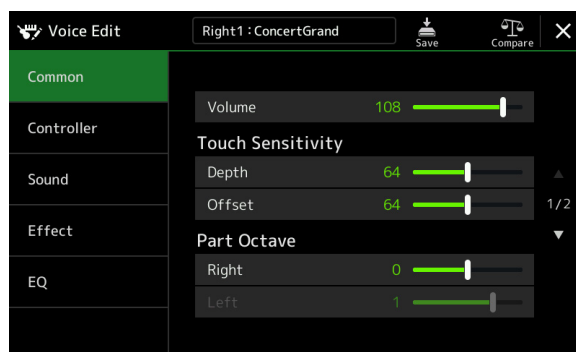 Voice Edit
Right1 : ConcertGrand
Save
Compare
Common
Controller
Sound
Effect
EQ
Volume 108
Touch Sensitivity
Depth 64
Offset 64
Part Octave
Right 0
Left 1
1/2